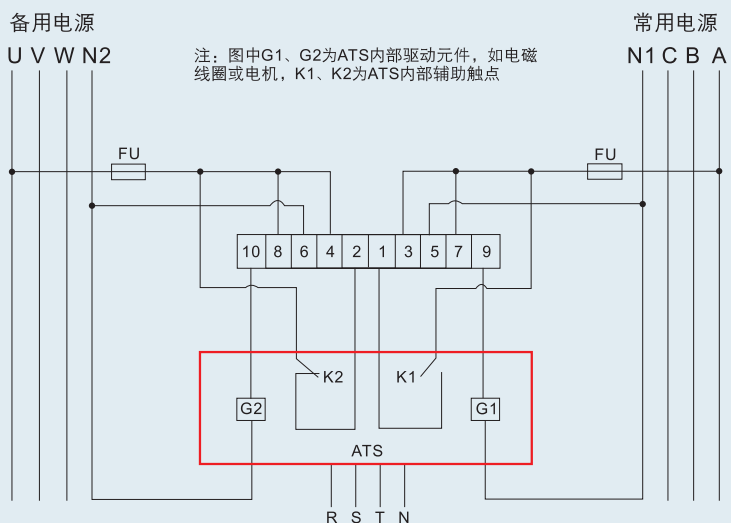 备用电源 常用电源
U V W N2 N1 C B A
注：图中G1、G2为ATS内部驱动元件，如电磁
线圈或电机，K1、K2为ATS内部辅助触点
FU FU
10 8 6 4 2 1 3 5 7 9
K2 K1
G2 G1
ATS
R S T N